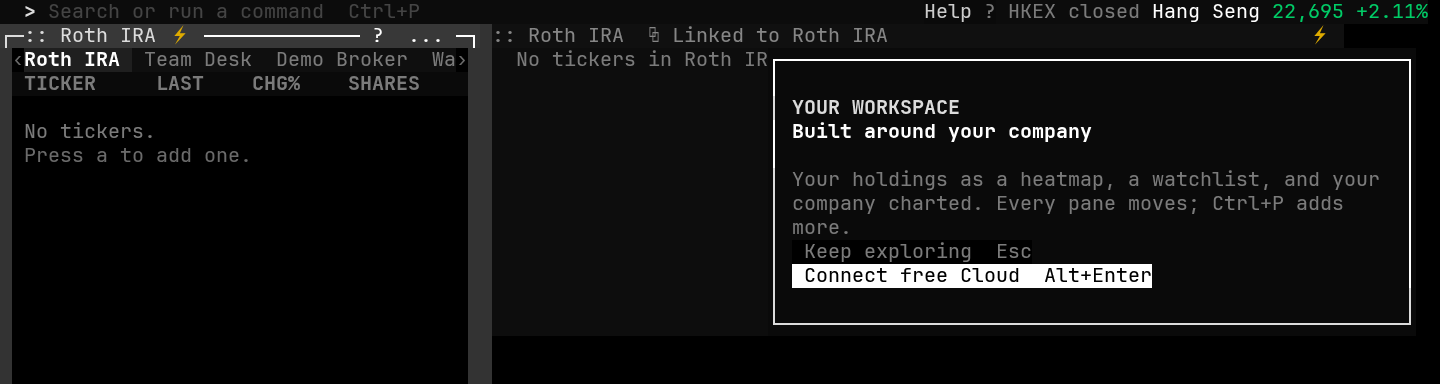 > Search or run a command  Ctrl+P
Help ? HKEX closed Hang Seng 22,695 +2.11%
:: Roth IRA ⚡ ? ...
‹Roth IRA  Team Desk  Demo Broker  Wa›
TICKER  LAST  CHG%  SHARES
No tickers.
Press a to add one.
:: Roth IRA  Linked to Roth IRA ⚡
No tickers in Roth IR
YOUR WORKSPACE
Built around your company
Your holdings as a heatmap, a watchlist, and your
company charted. Every pane moves; Ctrl+P adds
more.
Keep exploring  Esc
Connect free Cloud  Alt+Enter